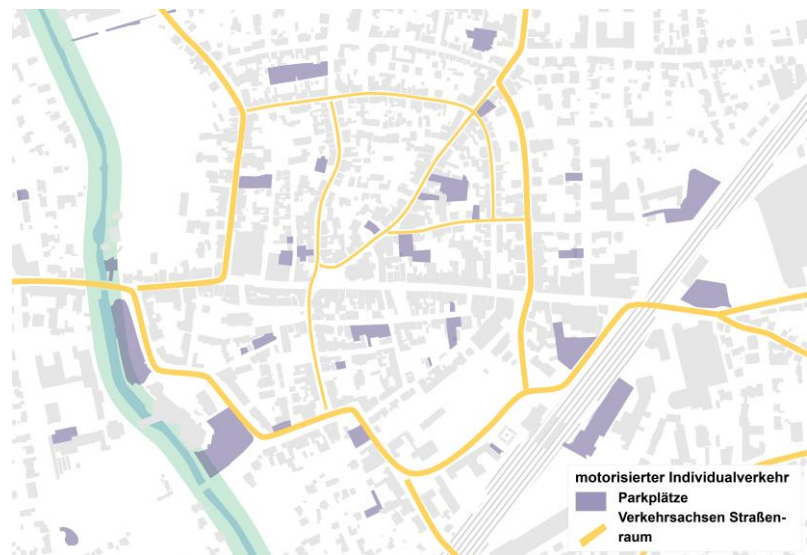 motorisierter Individualverkehr
Parkplätze
Verkehrsachsen Straßen-
raum